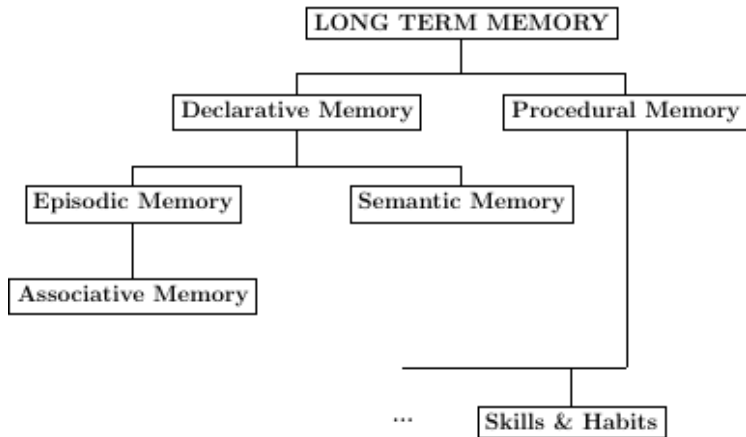 LONG TERM MEMORY
Declarative Memory
Procedural Memory
Episodic Memory
Semantic Memory
Associative Memory
...
Skills & Habits